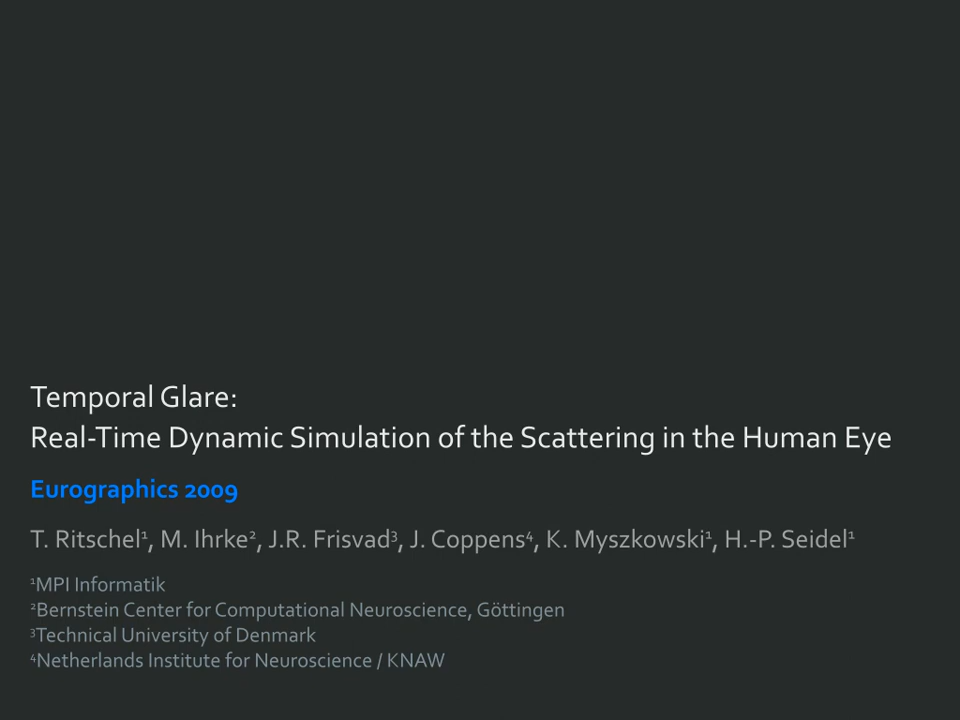 Temporal Glare:
Real-Time Dynamic Simulation of the Scattering in the Human Eye
Eurographics 2009
T. Ritschel¹, M. Ihrke², J.R. Frisvad³, J. Coppens⁴, K. Myszkowski¹, H.-P. Seidel¹
¹MPI Informatik
²Bernstein Center for Computational Neuroscience, Göttingen
³Technical University of Denmark
⁴Netherlands Institute for Neuroscience / KNAW